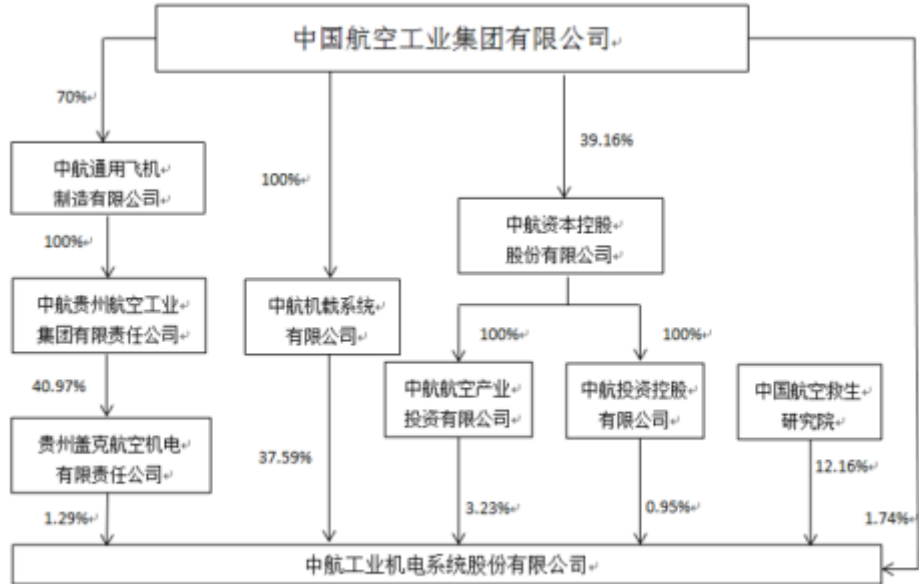 中国航空工业集团有限公司
70%
39.16%
中航通用飞机
制造有限公司
100%
中航资本控股
股份有限公司
100%
中航贵州航空工业
集团有限责任公司
中航机载系统
有限公司
100%
100%
40.97%
中航航空产业
投资有限公司
中航投资控股
有限公司
中国航空救生
研究院
贵州盖克航空机电
有限责任公司
37.59%
12.16%
1.29%
3.23%
0.95%
1.74%
中航工业机电系统股份有限公司